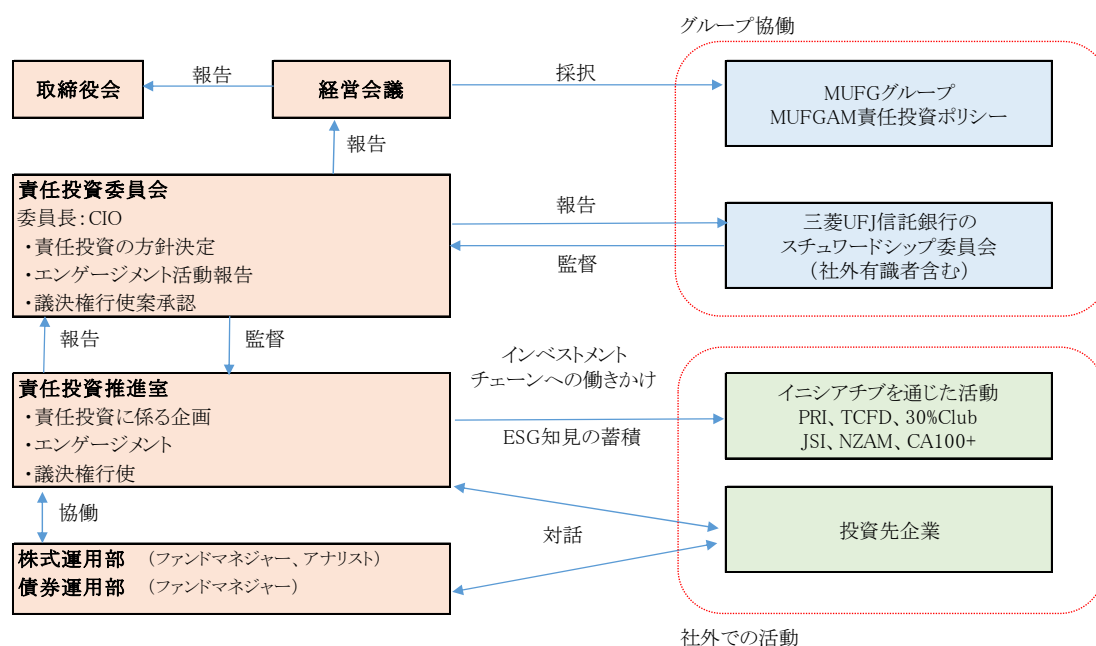 グループ協働
取締役会
報告
経営会議
採択
MUFGグループ
MUFGAM責任投資ポリシー
報告
責任投資委員会
委員長：CIO
・責任投資の方針決定
・エンゲージメント活動報告
・議決権行使案承認
報告
監督
三菱UFJ信託銀行の
スチュワードシップ委員会
（社外有識者含む）
報告
監督
インベストメント
チェーンへの働きかけ
ESG知見の蓄積
責任投資推進室
・責任投資に係る企画
・エンゲージメント
・議決権行使
イニシアチブを通じた活動
PRI、TCFD、30%Club
JSI、NZAM、CA100+
協働
対話
投資先企業
株式運用部 （ファンドマネジャー、アナリスト）
債券運用部 （ファンドマネジャー）
社外での活動